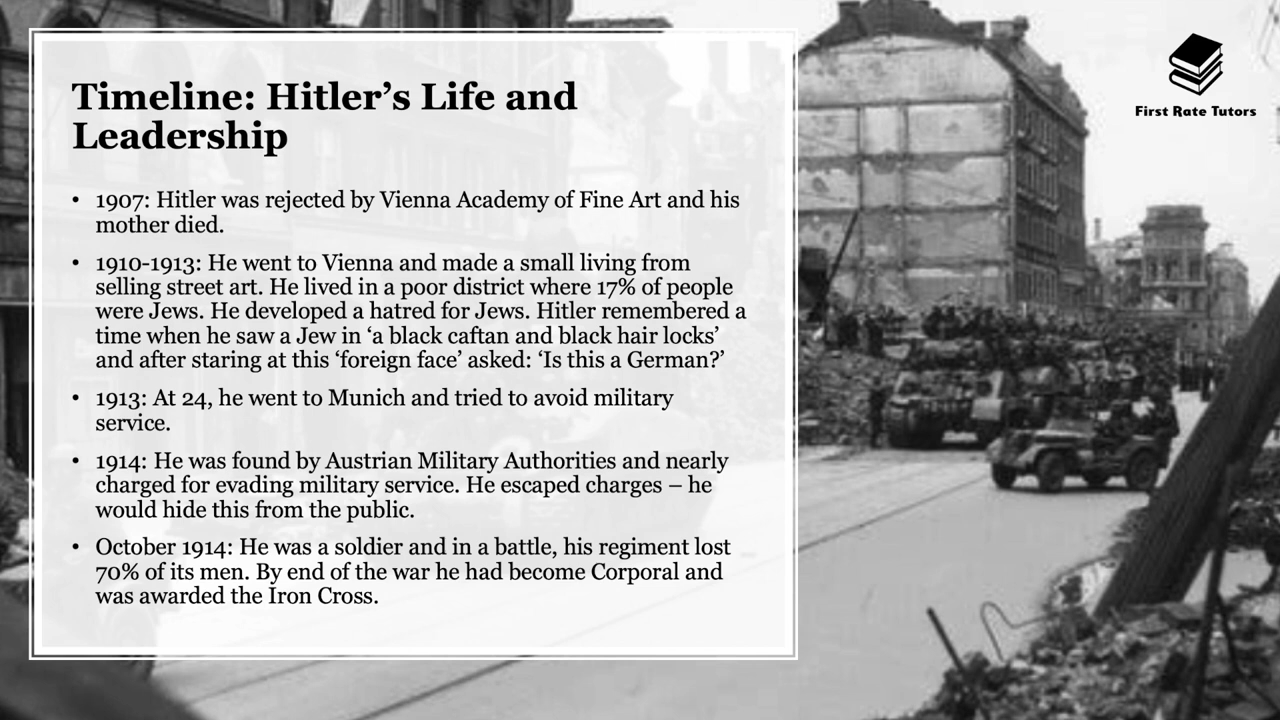 Timeline: Hitler’s Life and
Leadership
First Rate Tutors
• 1907: Hitler was rejected by Vienna Academy of Fine Art and his
mother died.
• 1910-1913: He went to Vienna and made a small living from
selling street art. He lived in a poor district where 17% of people
were Jews. He developed a hatred for Jews. Hitler remembered a
time when he saw a Jew in ‘a black caftan and black hair locks’
and after staring at this ‘foreign face’ asked: ‘Is this a German?’
• 1913: At 24, he went to Munich and tried to avoid military
service.
• 1914: He was found by Austrian Military Authorities and nearly
charged for evading military service. He escaped charges – he
would hide this from the public.
• October 1914: He was a soldier and in a battle, his regiment lost
70% of its men. By end of the war he had become Corporal and
was awarded the Iron Cross.